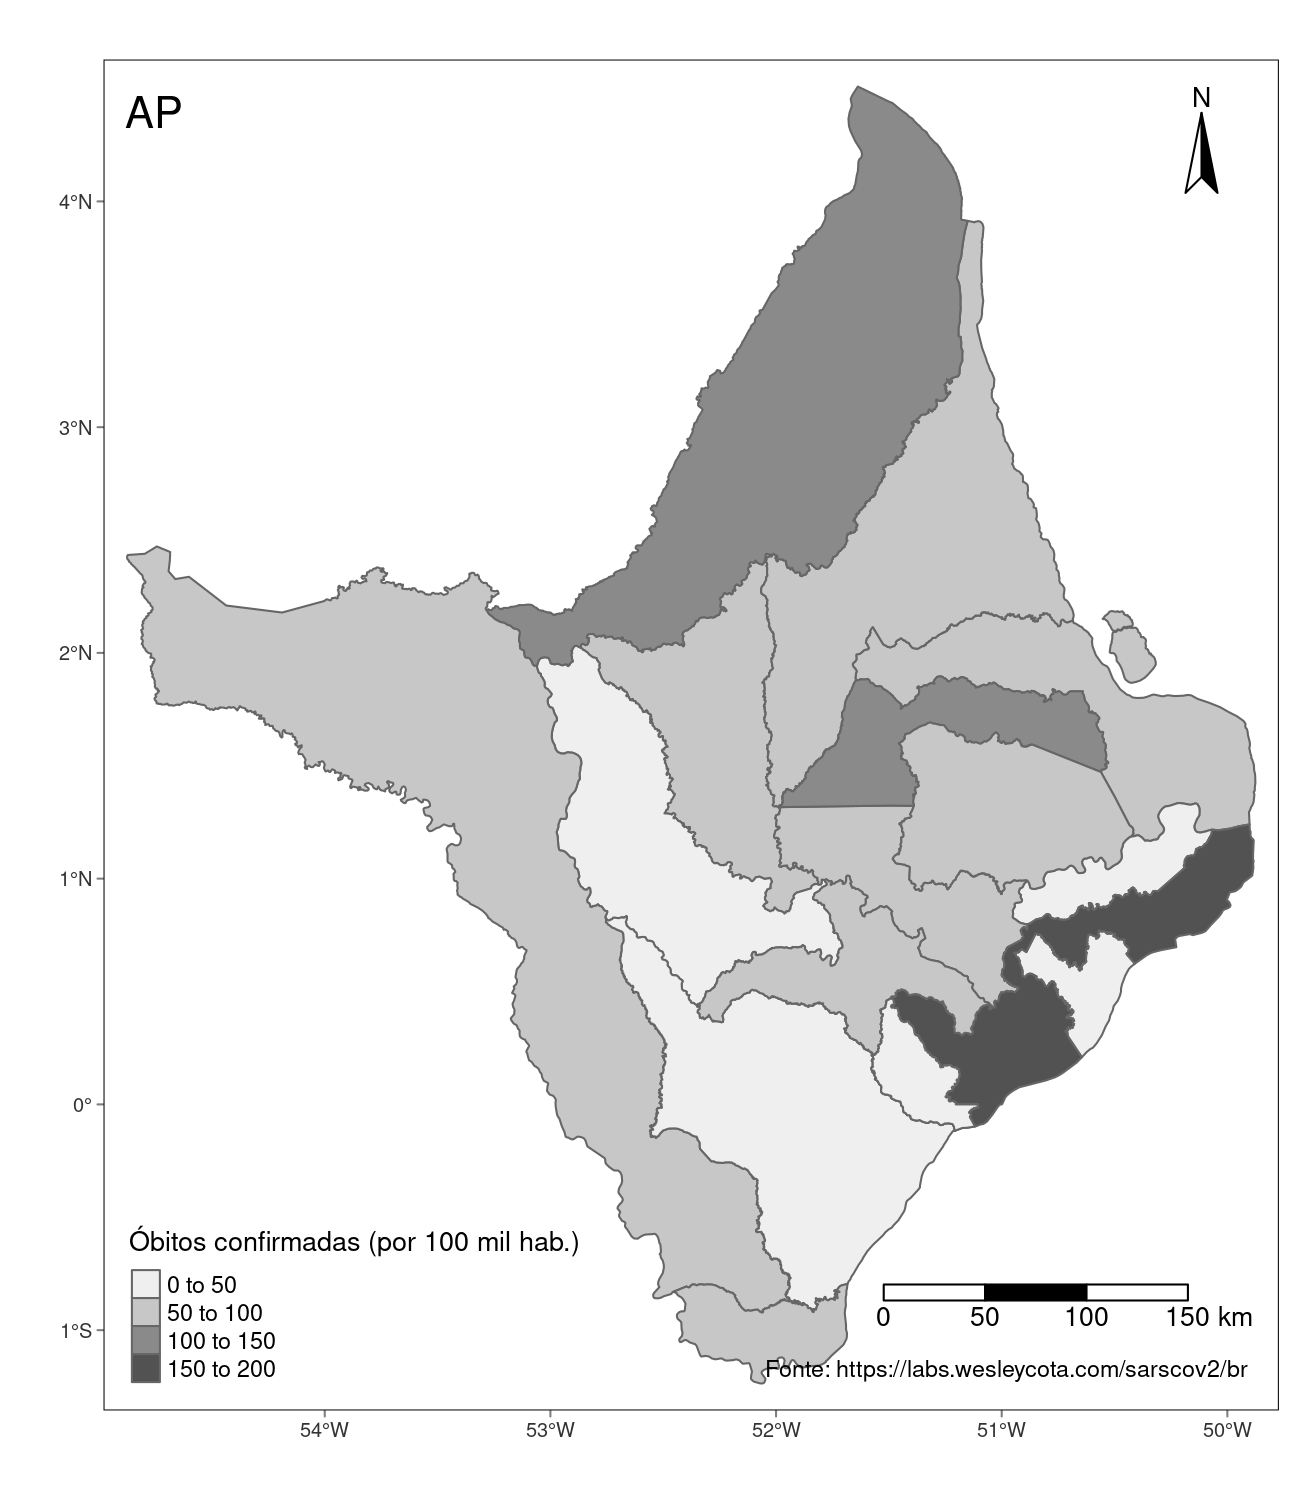 AP
N
4°N
3°N
2°N
1°N
0°
1°S
Óbitos confirmadas (por 100 mil hab.)
0 to 50
50 to 100
100 to 150
150 to 200
0 50 100 150 km
Fonte: https://labs.wesleycota.com/sarscov2/br
54°W 53°W 52°W 51°W 50°W